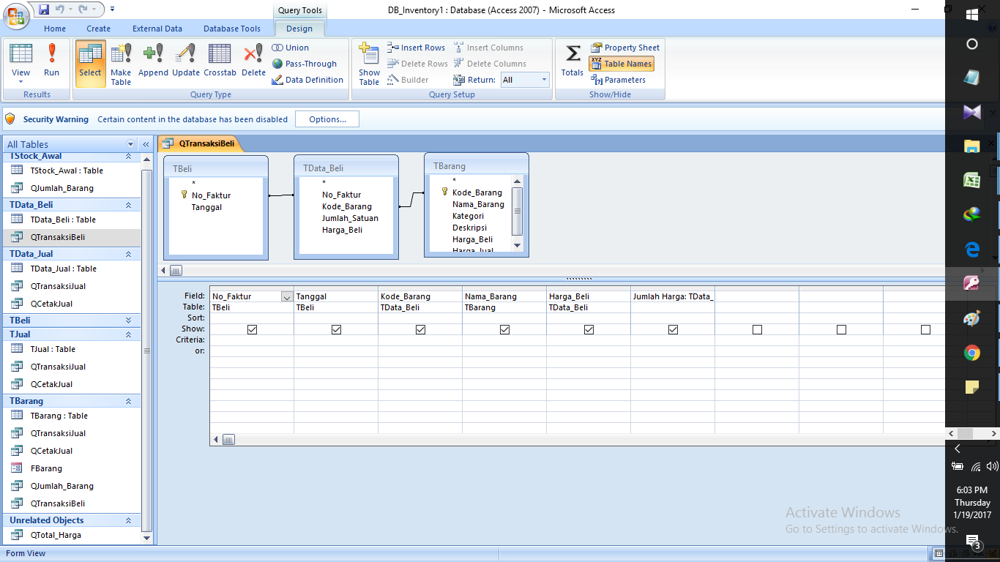 Query Tools
DB_Inventory1 : Database (Access 2007) - Microsoft Access
Home Create External Data Database Tools Design
View
Run
Results
Select
Make Table
Append
Update
Crosstab
Delete
Union
Pass-Through
Data Definition
Query Type
Show Table
Insert Rows
Delete Rows
Builder
Insert Columns
Delete Columns
Return: All
Query Setup
Totals
XYZ
Property Sheet
Table Names
Parameters
Show/Hide
Security Warning Certain content in the database has been disabled Options...
All Tables
TStock_Awal
TStock_Awal : Table
QJumlah_Barang
TData_Beli
TData_Beli : Table
QTransaksiBeli
TData_Jual
TData_Jual : Table
QTransaksiJual
QCetakJual
TBeli
TJual
TJual : Table
QTransaksiJual
QCetakJual
TBarang
TBarang : Table
QTransaksiJual
QCetakJual
FBarang
QJumlah_Barang
QTransaksiBeli
Unrelated Objects
QTotal_Harga
QTransaksiBeli
TBeli
*
No_Faktur
Tanggal
TData_Beli
*
No_Faktur
Kode_Barang
Jumlah_Satuan
Harga_Beli
TBarang
*
Kode_Barang
Nama_Barang
Kategori
Deskripsi
Harga_Beli
Harga_Jual
Field: No_Faktur Tanggal Kode_Barang Nama_Barang Harga_Beli Jumlah Harga: TData_
Table: TBeli TBeli TData_Beli TBarang TData_Beli
Sort:
Show:
Criteria:
or:
Activate Windows
Go to Settings to activate Windows.
6:03 PM
Thursday
1/19/2017
3
Form View